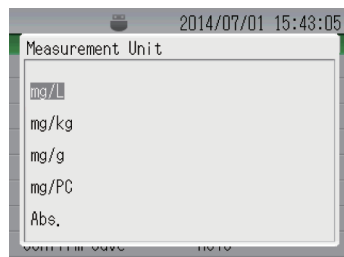 2014/07/01 15:43:05
Measurement Unit
mg/L
mg/kg
mg/g
mg/PC
Abs.